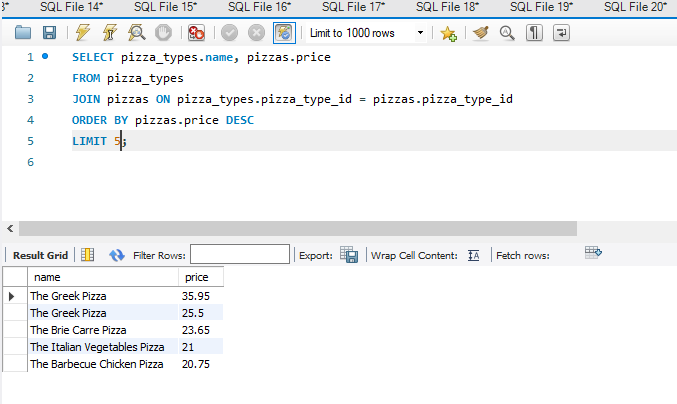 3* SQL File 14* SQL File 15* SQL File 16* SQL File 17* SQL File 18* SQL File 19* SQL File 20*
Limit to 1000 rows
1 SELECT pizza_types.name, pizzas.price
2 FROM pizza_types
3 JOIN pizzas ON pizza_types.pizza_type_id = pizzas.pizza_type_id
4 ORDER BY pizzas.price DESC
5 LIMIT 5;
6
Result Grid Filter Rows: Export: Wrap Cell Content: IA Fetch rows:
name price
The Greek Pizza 35.95
The Greek Pizza 25.5
The Brie Carre Pizza 23.65
The Italian Vegetables Pizza 21
The Barbecue Chicken Pizza 20.75